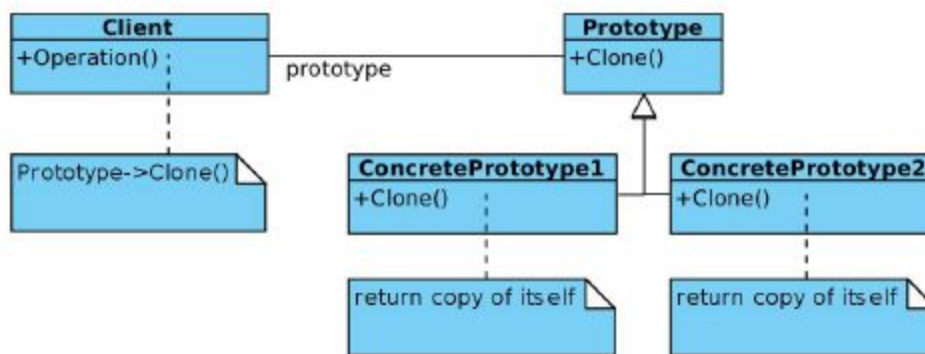 Client
+Operation()
prototype
Prototype
+Clone()
Prototype->Clone()
ConcretePrototype1
+Clone()
ConcretePrototype2
+Clone()
return copy of itself
return copy of itself